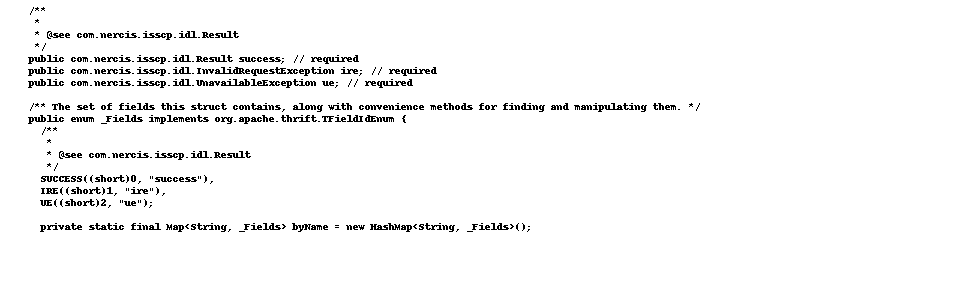 /**
 *
 * @see com.nercis.isscp.idl.Result
 */
public com.nercis.isscp.idl.Result success; // required
public com.nercis.isscp.idl.InvalidRequestException ire; // required
public com.nercis.isscp.idl.UnavailableException ue; // required

/** The set of fields this struct contains, along with convenience methods for finding and manipulating them. */
public enum _Fields implements org.apache.thrift.TFieldIdEnum {
  /**
   *
   * @see com.nercis.isscp.idl.Result
   */
  SUCCESS((short)0, "success"),
  IRE((short)1, "ire"),
  UE((short)2, "ue");

  private static final Map<String, _Fields> byName = new HashMap<String, _Fields>();